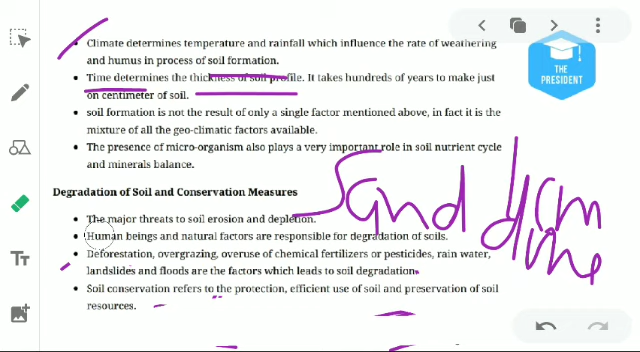 Climate determines temperature and rainfall which influence the rate of weathering
and humus in process of soil formation.
Time determines the thickness of soil profile. It takes hundreds of years to make just
on centimeter of soil.
soil formation is not the result of only a single factor mentioned above, in fact it is the
mixture of all the geo-climatic factors available.
The presence of micro-organism also plays a very important role in soil nutrient cycle
and minerals balance.
THE
PRESIDENT
Degradation of Soil and Conservation Measures
The major threats to soil erosion and depletion.
Human beings and natural factors are responsible for degradation of soils.
Deforestation, overgrazing, overuse of chemical fertilizers or pesticides, rain water,
landslides and floods are the factors which leads to soil degradation.
Soil conservation refers to the protection, efficient use of soil and preservation of soil
resources.
Tт